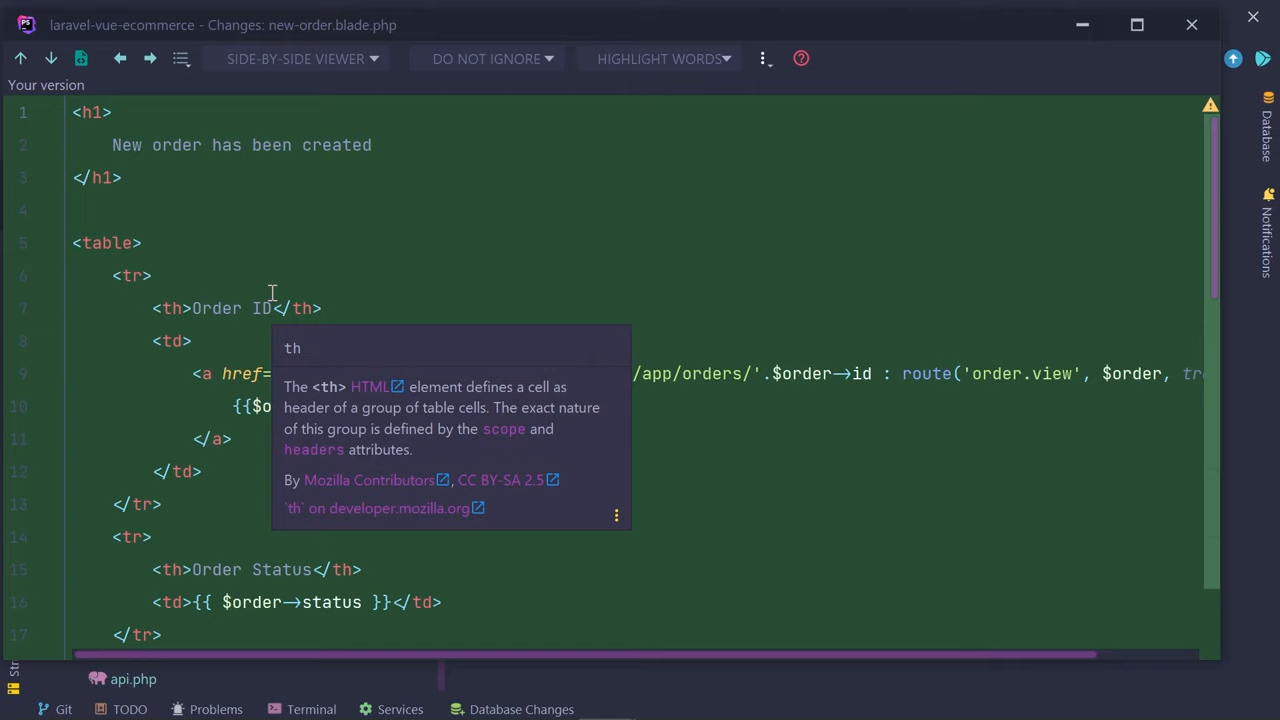 PS laravel-vue-ecommerce - Changes: new-order.blade.php
SIDE-BY-SIDE VIEWER DO NOT IGNORE HIGHLIGHT WORDS
Your version
1 <h1>
2 New order has been created
3 </h1>
4
5 <table>
6 <tr>
7 <th>Order ID</th>
8 <td>
9 <a href= /app/orders/'.$order->id : route('order.view', $order, tr
10 {{$o
11 </a>
12 </td>
13 </tr>
14 <tr>
15 <th>Order Status</th>
16 <td>{{ $order->status }}</td>
17 </tr>
th
The <th> HTML element defines a cell as
header of a group of table cells. The exact nature
of this group is defined by the scope and
headers attributes.
By Mozilla Contributors, CC BY-SA 2.5
`th` on developer.mozilla.org
Database
Notifications
Str
api.php
Git TODO Problems Terminal Services Database Changes